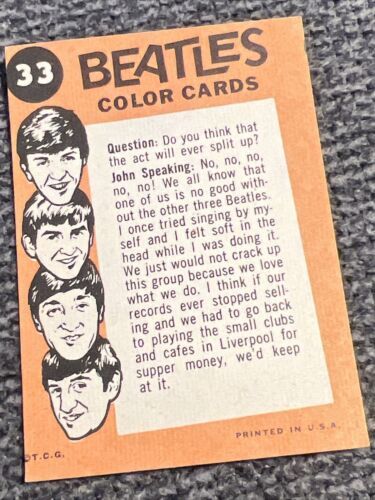 33
BEATLES
COLOR CARDS
Question: Do you think that
the act will ever split up?
John Speaking: No, no, no,
no, no! We all know that
one of us is no good with-
out the other three Beatles.
I once tried singing by my-
self and I felt soft in the
head while I was doing it.
We just would not crack up
this group because we love
what we do. I think if our
records ever stopped sell-
ing and we had to go back
to playing the small clubs
and cafes in Liverpool for
supper money, we'd keep
at it.
©T.C.G.
PRINTED IN U.S.A.